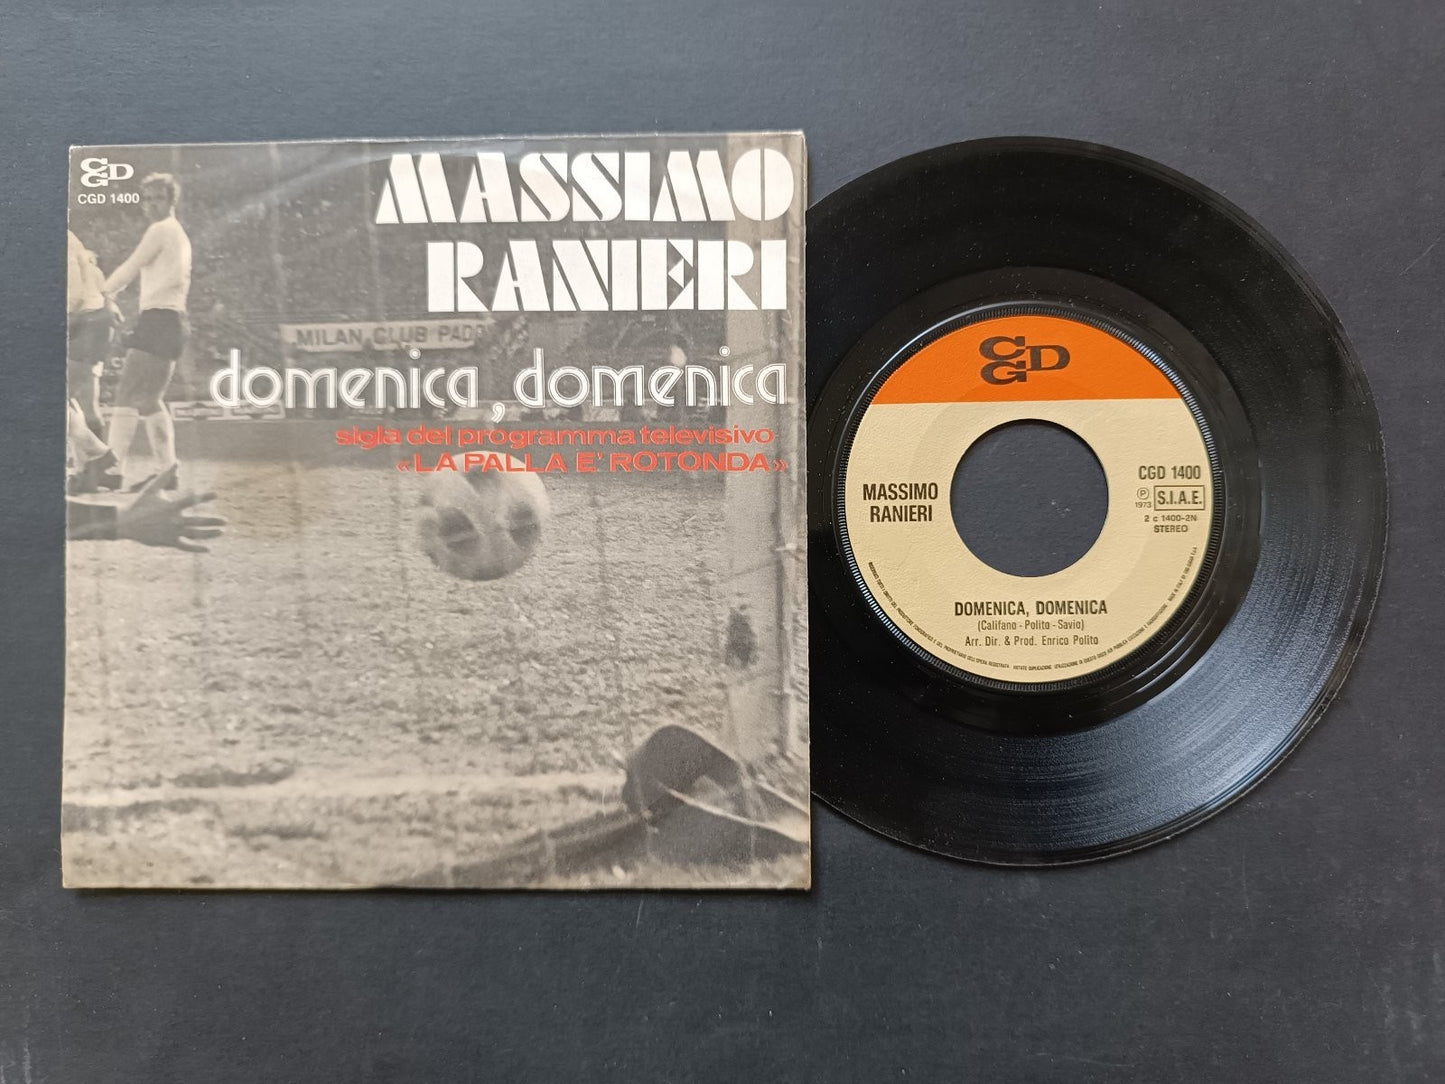 CGD
CGD 1400
MASSIMO
RANIERI
MILAN CLUB PADO
domenica, domenica
sigla del programma televisivo
«LA PALLA E' ROTONDA»
CGD
MASSIMO
RANIERI
CGD 1400
℗ 1973 S.I.A.E.
2 c 1400-2N
STEREO
DOMENICA, DOMENICA
(Califano - Polito - Savio)
Arr. Dir. & Prod. Enrico Polito